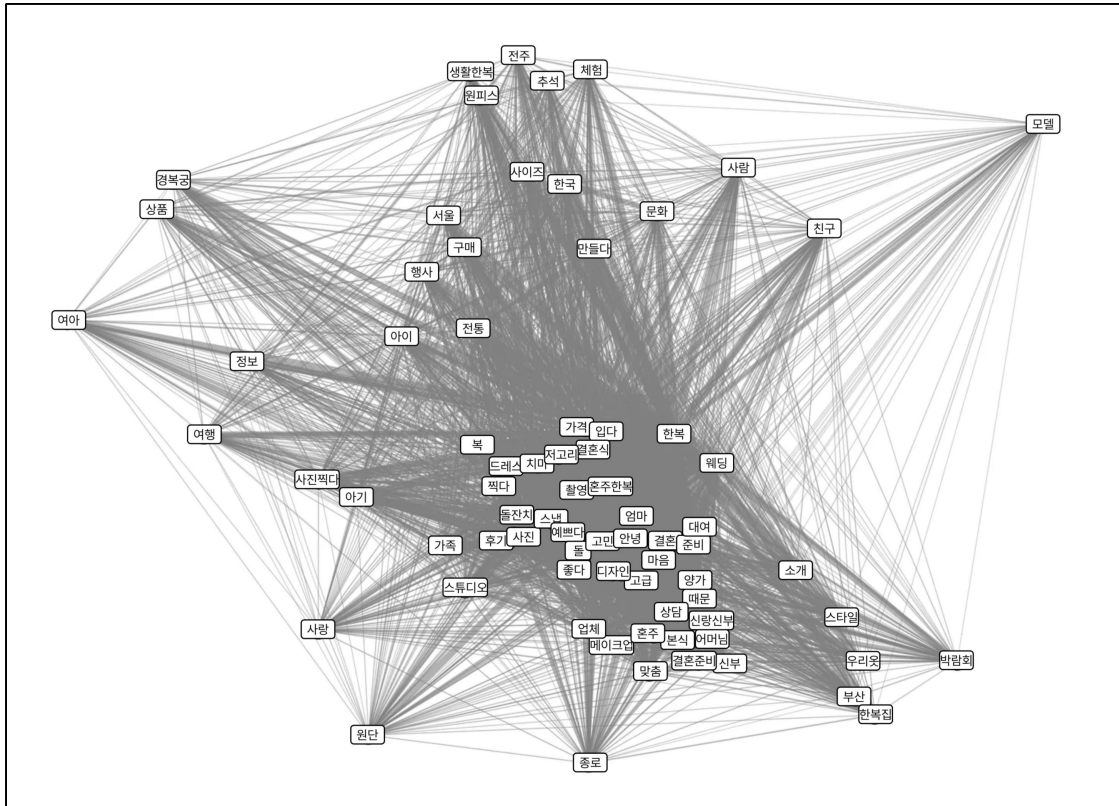 전주
생활한복
체험
추석
원피스
모델
사람
사이즈
경복궁
한국
상품
문화
서울
친구
구매
만들다
행사
여아
전통
아이
정보
가격
입다
한복
여행
복
결혼식
저고리
웨딩
치마
드레스
사진찍다
찍다
촬영
혼주한복
아기
돌잔치
엄마
스냅
대여
예쁘다
사진
후기
안녕
고민
결혼
준비
가족
돌
마음
좋다
디자인
소개
고급
양가
스튜디오
때문
상담
스타일
신랑신부
사랑
업체
혼주
본식
어머님
메이크업
결혼준비
우리옷
박람회
신부
맞춤
부산
한복집
원단
종로